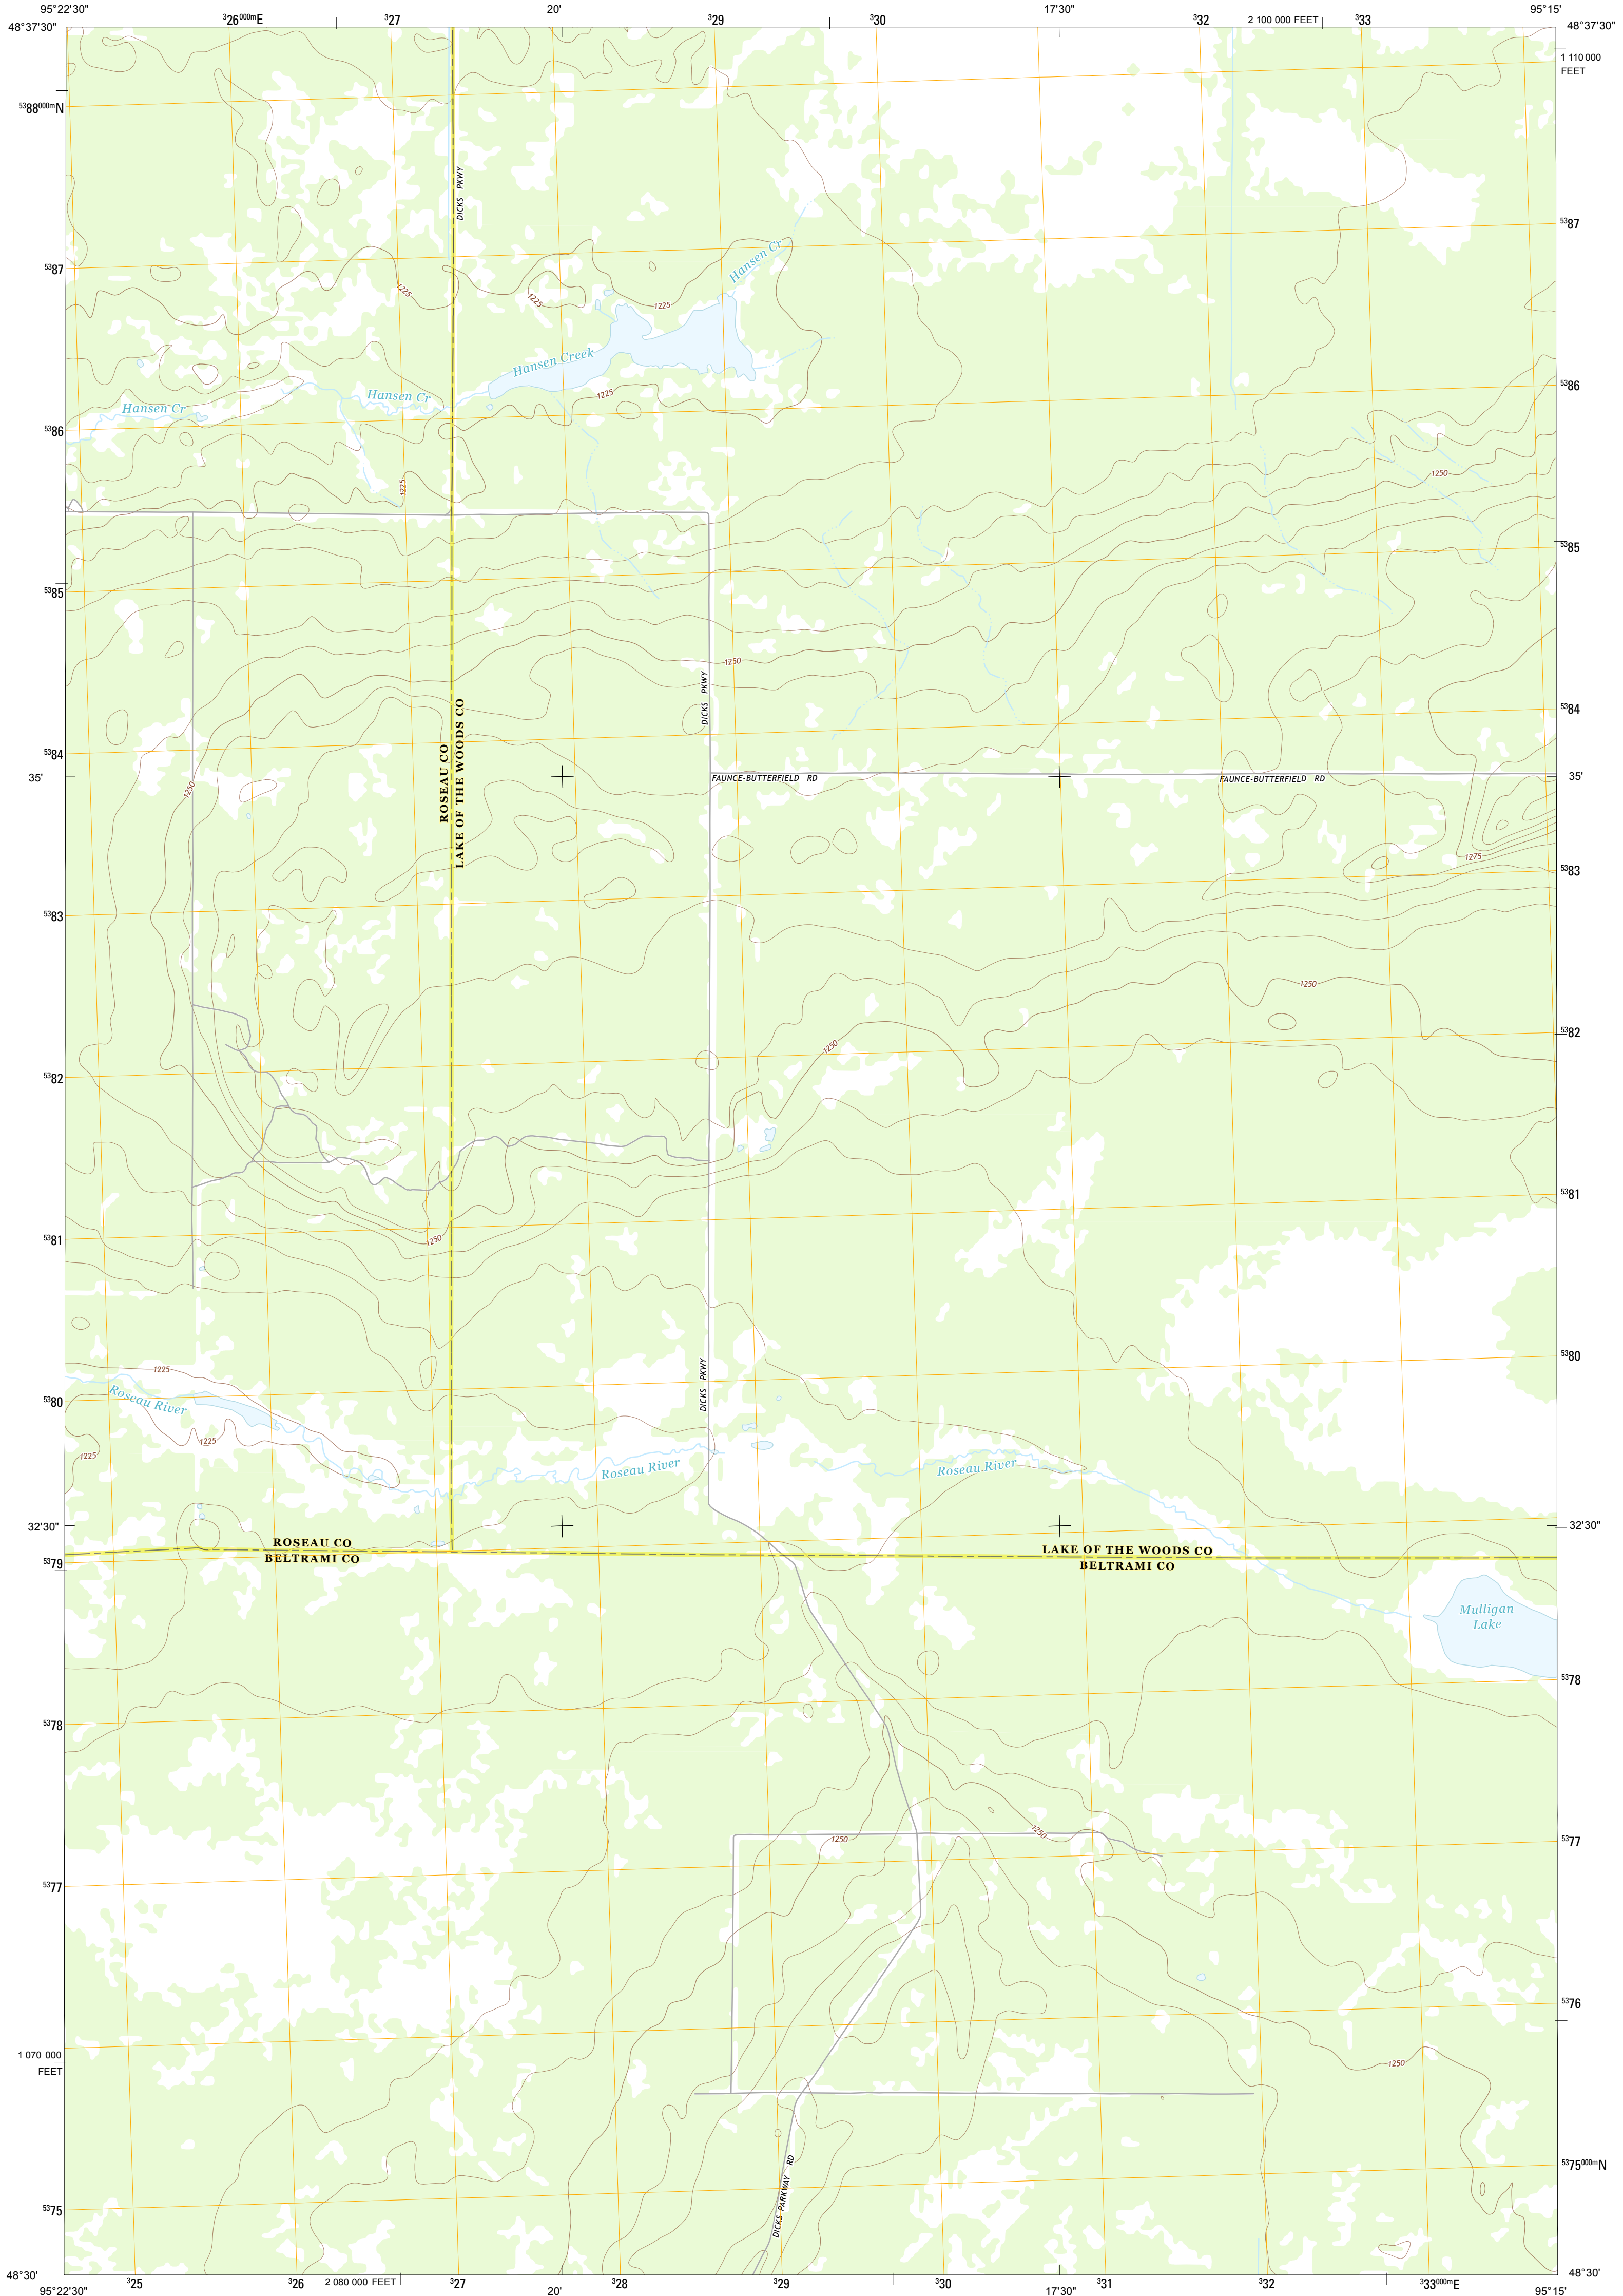 95°22'30"
³26⁰⁰⁰ᵐE
³27
20'
³29
³30
17'30"
³32
2 100 000 FEET
³33
95°15'
48°37'30"
48°37'30"
1 110 000
FEET
⁵³88⁰⁰⁰ᵐN
DICKS PKWY
⁵³87
⁵³87
Hansen Cr
1225
1225
1225
Hansen Creek
⁵³86
1225
Hansen Cr
Hansen Cr
⁵³86
1250
1225
⁵³85
⁵³85
1250
DICKS PKWY
⁵³84
⁵³84
ROSEAU CO
LAKE OF THE WOODS CO
35'
FAUNCE-BUTTERFIELD RD
FAUNCE-BUTTERFIELD RD
35'
1250
1275
⁵³83
⁵³83
1250
⁵³82
1250
⁵³82
⁵³81
⁵³81
1250
⁵³80
1225
DICKS PKWY
Roseau River
⁵³80
1225
1225
Roseau River
Roseau River
32'30"
32'30"
ROSEAU CO
BELTRAMI CO
LAKE OF THE WOODS CO
BELTRAMI CO
⁵³79
Mulligan
Lake
⁵³78
⁵³78
1250
1250
⁵³77
⁵³77
⁵³76
1 070 000
FEET
1250
⁵³75⁰⁰⁰ᵐN
DICKS PARKWAY RD
⁵³75
48°30'
48°30'
95°22'30"
³25
³26
2 080 000 FEET
³27
20'
³28
³29
³30
17'30"
³31
³32
³33⁰⁰⁰ᵐE
95°15'